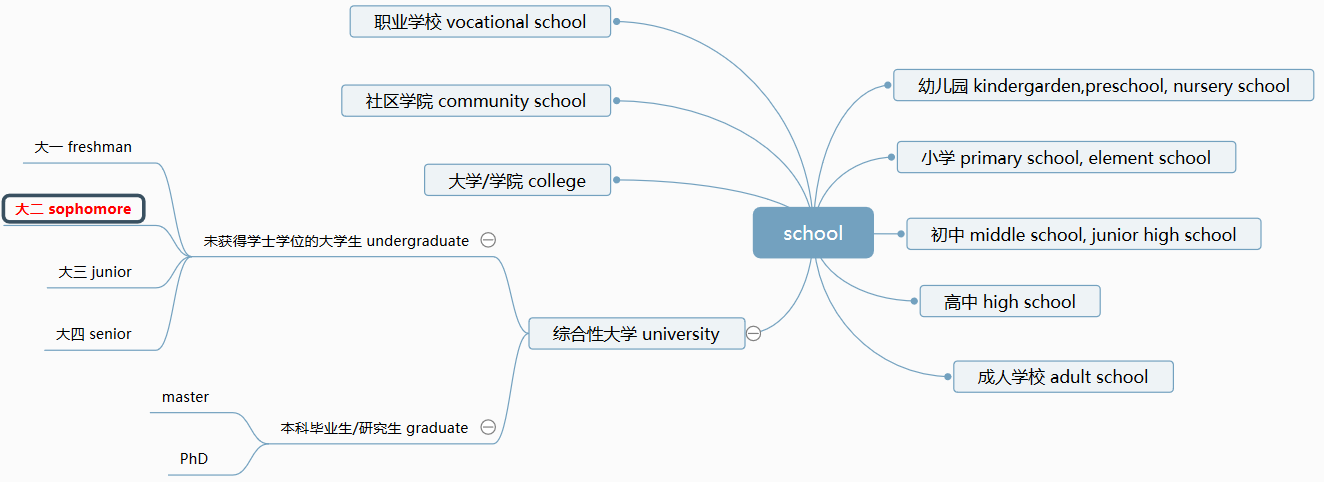 职业学校 vocational school
社区学院 community school
大学/学院 college
school
幼儿园 kindergarden,preschool, nursery school
小学 primary school, element school
初中 middle school, junior high school
高中 high school
成人学校 adult school
综合性大学 university
未获得学士学位的大学生 undergraduate
大一 freshman
大二 sophomore
大三 junior
大四 senior
本科毕业生/研究生 graduate
master
PhD